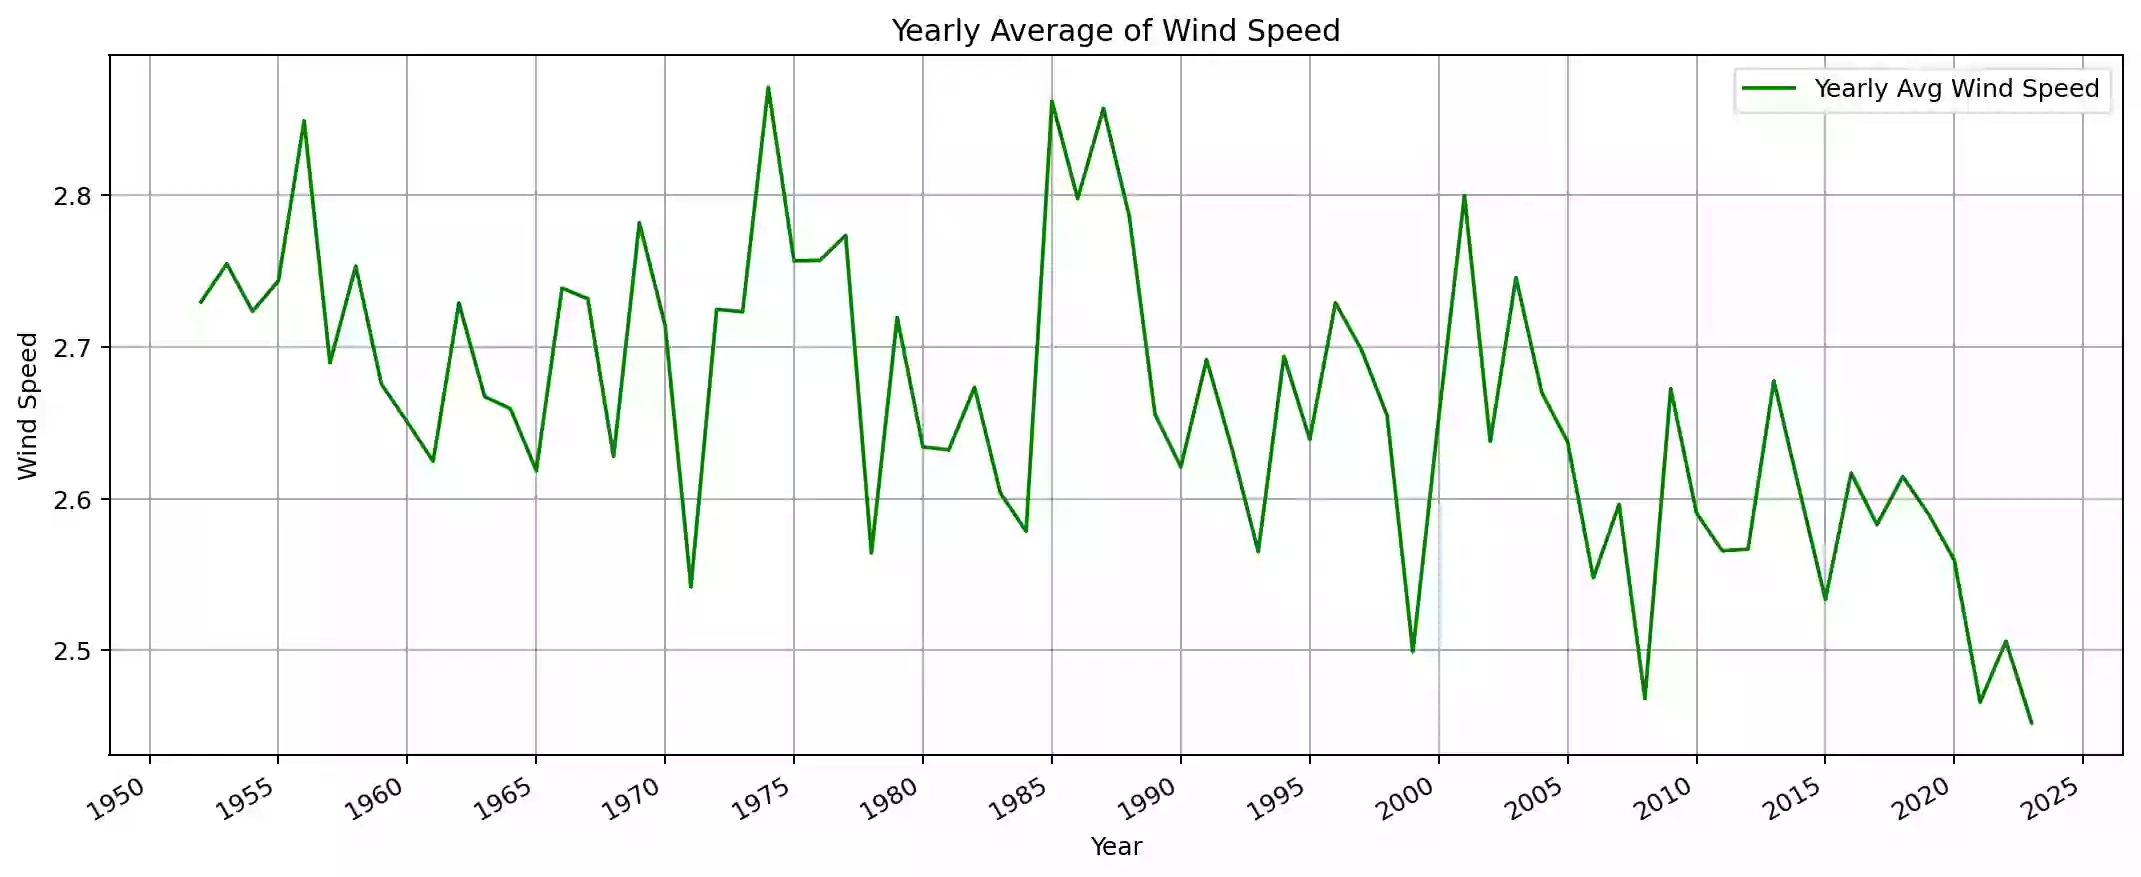 Yearly Average of Wind Speed
Yearly Avg Wind Speed
Wind Speed
2.8
2.7
2.6
2.5
1950 1955 1960 1965 1970 1975 1980 1985 1990 1995 2000 2005 2010 2015 2020 2025
Year